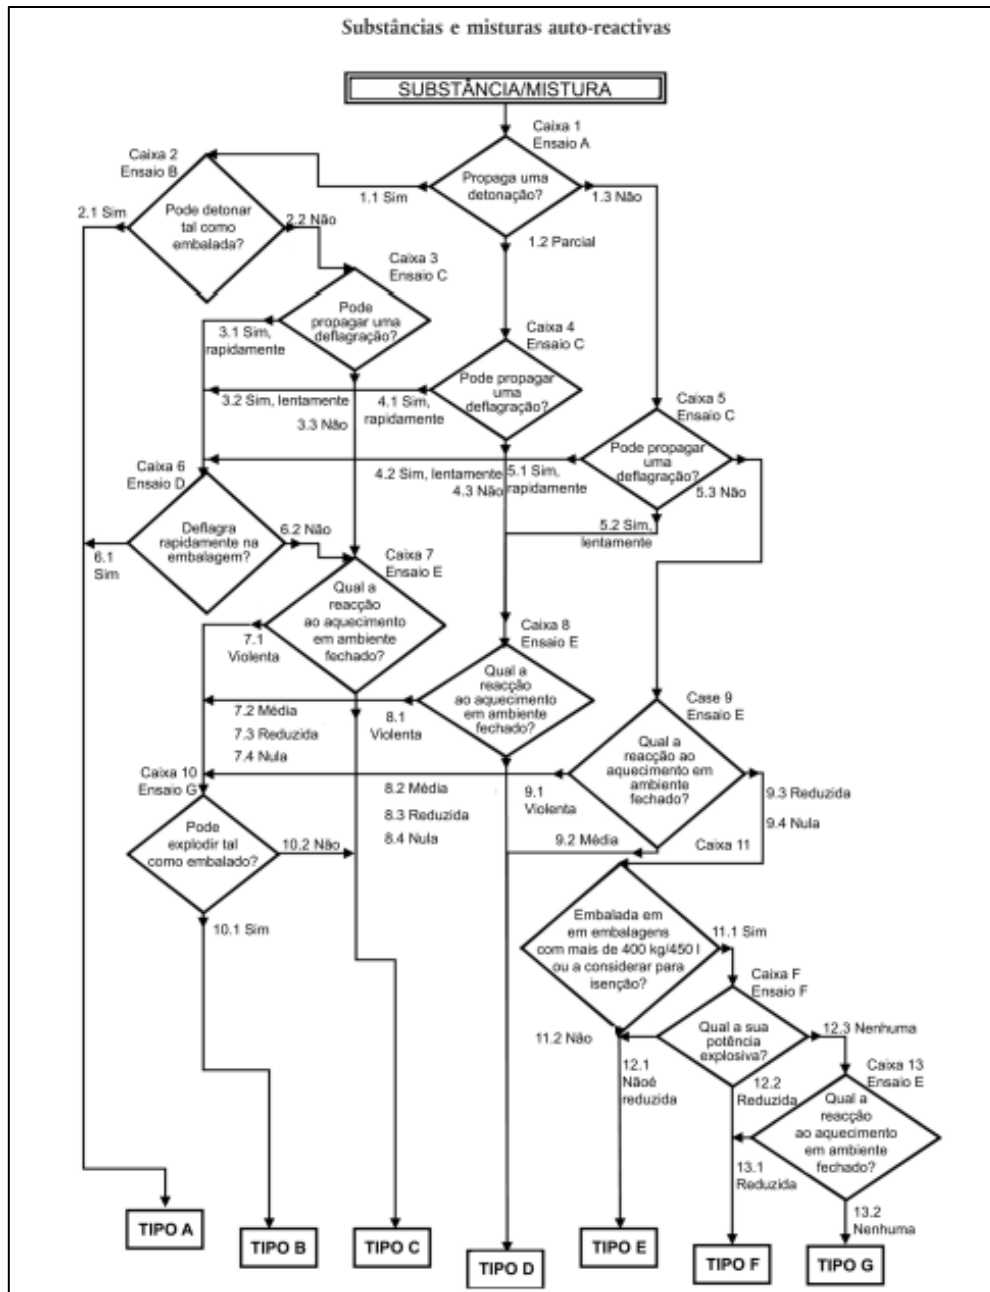 Substâncias e misturas auto-reactivas
SUBSTÂNCIA/MISTURA
Caixa 1
Ensaio A
Propaga uma
detonação?
1.1 Sim
1.3 Não
1.2 Parcial
Caixa 2
Ensaio B
Pode detonar
tal como
embalada?
2.1 Sim
2.2 Não
Caixa 3
Ensaio C
Pode
propagar uma
deflagração?
3.1 Sim,
rapidamente
3.2 Sim, lentamente
3.3 Não
Caixa 4
Ensaio C
Pode propagar
uma
deflagração?
4.1 Sim,
rapidamente
4.2 Sim, lentamente
4.3 Não
Caixa 5
Ensaio C
Pode propagar
uma
deflagração?
5.1 Sim,
rapidamente
5.3 Não
5.2 Sim,
lentamente
Caixa 6
Ensaio D
Deflagra
rapidamente na
embalagem?
6.1
Sim
6.2 Não
Caixa 7
Ensaio E
Qual a
reacção
ao aquecimento
em ambiente
fechado?
7.1
Violenta
7.2 Média
7.3 Reduzida
7.4 Nula
Caixa 8
Ensaio E
Qual a
reacção
ao aquecimento
em ambiente
fechado?
8.1
Violenta
8.2 Média
8.3 Reduzida
8.4 Nula
Case 9
Ensaio E
Qual a
reacção ao
aquecimento em
ambiente
fechado?
9.1
Violenta
9.2 Média
9.3 Reduzida
9.4 Nula
Caixa 10
Ensaio G
Pode
explodir tal
como embalado?
10.2 Não
10.1 Sim
Caixa 11
Embalada em
em embalagens
com mais de 400 kg/450 l
ou a considerar para
isenção?
11.1 Sim
11.2 Não
Caixa F
Ensaio F
Qual a sua
potência
explosiva?
12.1
Nãoé
reduzida
12.2
Reduzida
12.3 Nenhuma
Caixa 13
Ensaio E
Qual a
reacção
ao aquecimento
em ambiente
fechado?
13.1
Reduzida
13.2
Nenhuma
TIPO A
TIPO B
TIPO C
TIPO D
TIPO E
TIPO F
TIPO G